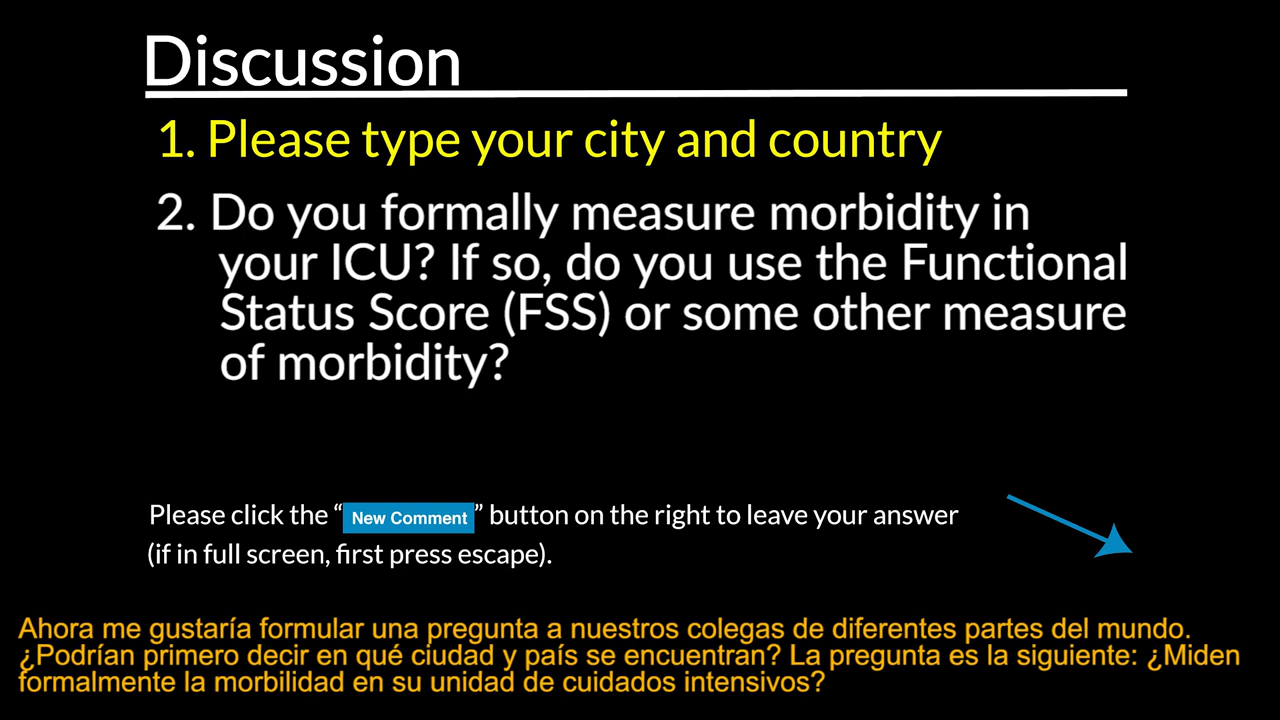 Discussion
1. Please type your city and country
2. Do you formally measure morbidity in
your ICU? If so, do you use the Functional
Status Score (FSS) or some other measure
of morbidity?
Please click the “New Comment” button on the right to leave your answer
(if in full screen, first press escape).
Ahora me gustaría formular una pregunta a nuestros colegas de diferentes partes del mundo.
¿Podrían primero decir en qué ciudad y país se encuentran? La pregunta es la siguiente: ¿Miden
formalmente la morbilidad en su unidad de cuidados intensivos?